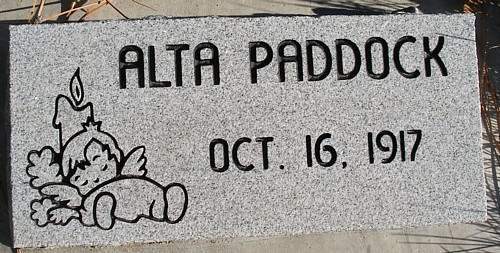 ALTA PADDOCK
OCT. 16, 1917